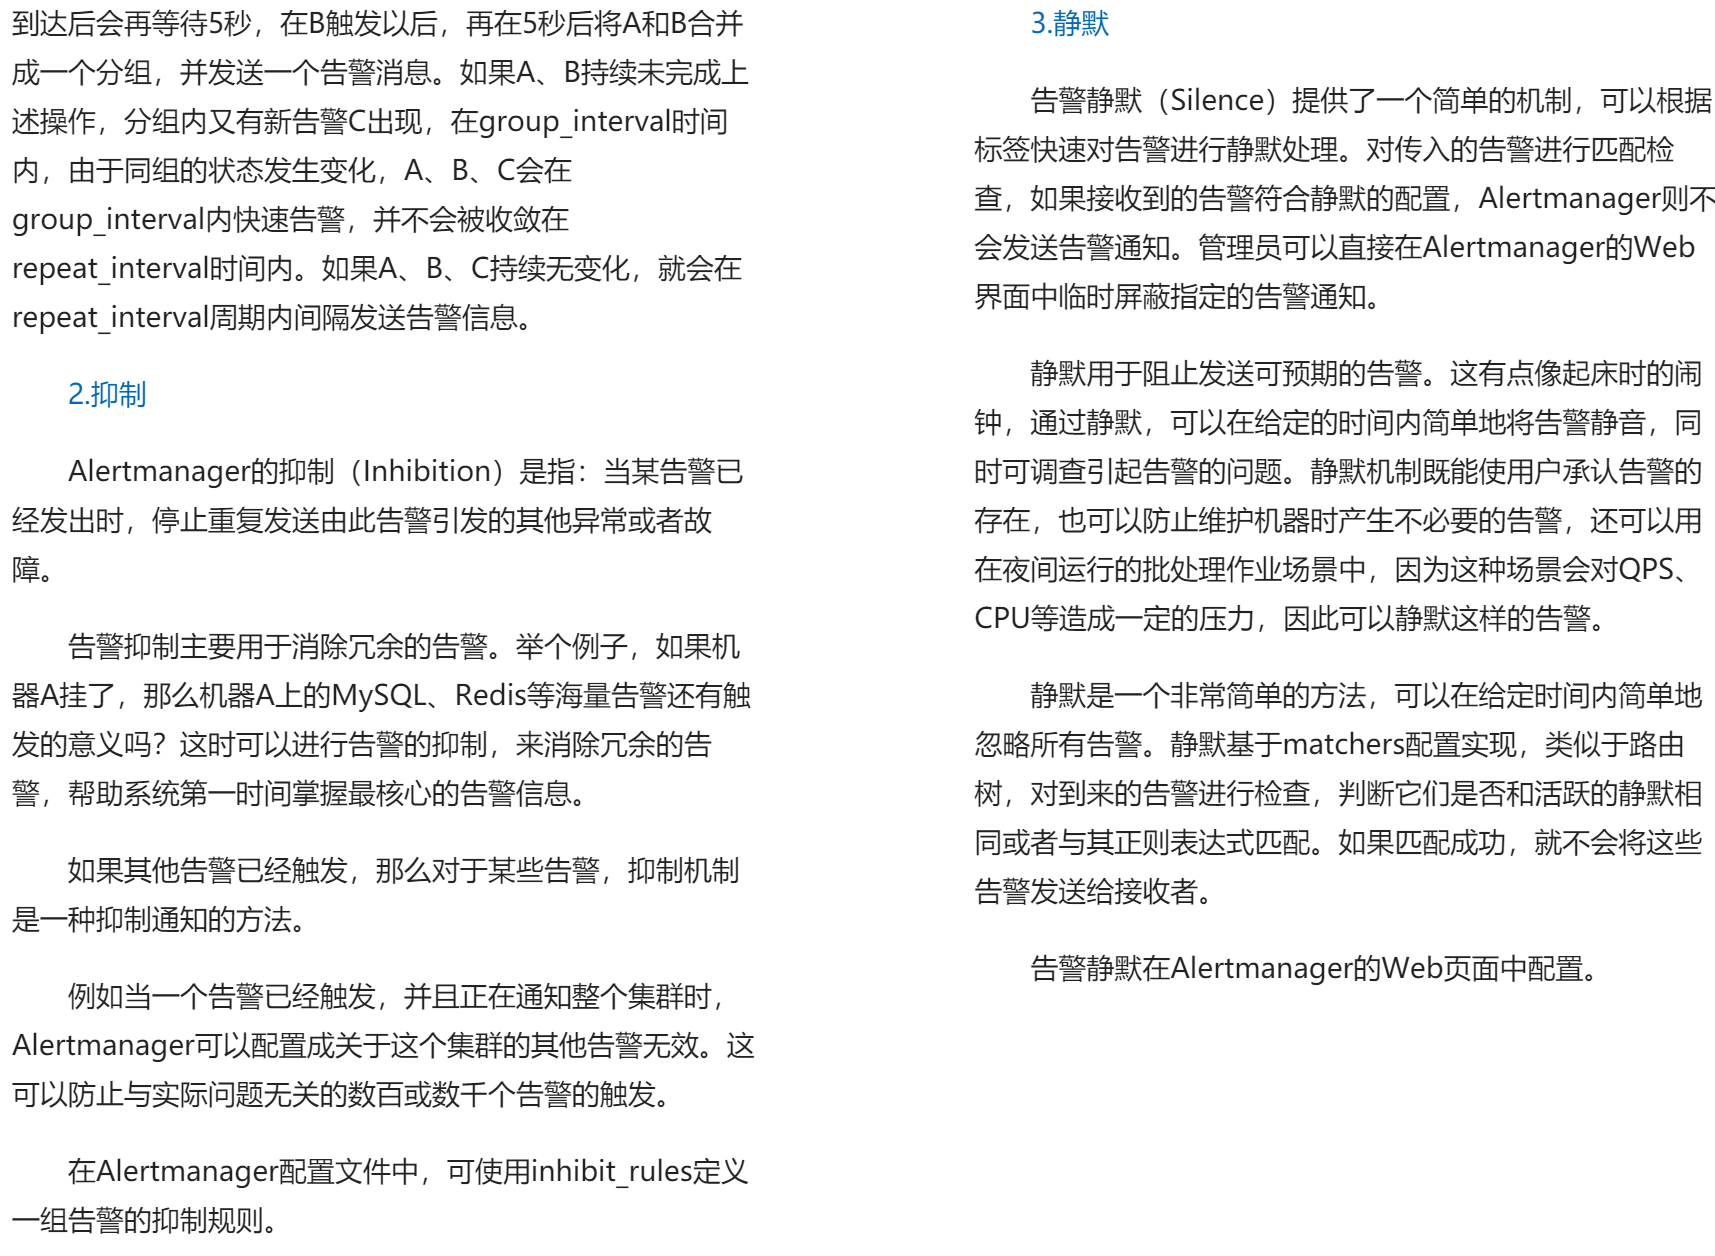 到达后会再等待5秒，在B触发以后，再在5秒后将A和B合并
成一个分组，并发送一个告警消息。如果A、B持续未完成上
述操作，分组内又有新告警C出现，在group_interval时间
内，由于同组的状态发生变化，A、B、C会在
group_interval内快速告警，并不会被收敛在
repeat_interval时间内。如果A、B、C持续无变化，就会在
repeat_interval周期内间隔发送告警信息。
2.抑制
Alertmanager的抑制（Inhibition）是指：当某告警已
经发出时，停止重复发送由此告警引发的其他异常或者故
障。
告警抑制主要用于消除冗余的告警。举个例子，如果机
器A挂了，那么机器A上的MySQL、Redis等海量告警还有触
发的意义吗？这时可以进行告警的抑制，来消除冗余的告
警，帮助系统第一时间掌握最核心的告警信息。
如果其他告警已经触发，那么对于某些告警，抑制机制
是一种抑制通知的方法。
例如当一个告警已经触发，并且正在通知整个集群时，
Alertmanager可以配置成关于这个集群的其他告警无效。这
可以防止与实际问题无关的数百或数千个告警的触发。
在Alertmanager配置文件中，可使用inhibit_rules定义
一组告警的抑制规则。
3.静默
告警静默（Silence）提供了一个简单的机制，可以根据
标签快速对告警进行静默处理。对传入的告警进行匹配检
查，如果接收到的告警符合静默的配置，Alertmanager则不
会发送告警通知。管理员可以直接在Alertmanager的Web
界面中临时屏蔽指定的告警通知。
静默用于阻止发送可预期的告警。这有点像起床时的闹
钟，通过静默，可以在给定的时间内简单地将告警静音，同
时可调查引起告警的问题。静默机制既能使用户承认告警的
存在，也可以防止维护机器时产生不必要的告警，还可以用
在夜间运行的批处理作业场景中，因为这种场景会对QPS、
CPU等造成一定的压力，因此可以静默这样的告警。
静默是一个非常简单的方法，可以在给定时间内简单地
忽略所有告警。静默基于matchers配置实现，类似于路由
树，对到来的告警进行检查，判断它们是否和活跃的静默相
同或者与其正则表达式匹配。如果匹配成功，就不会将这些
告警发送给接收者。
告警静默在Alertmanager的Web页面中配置。